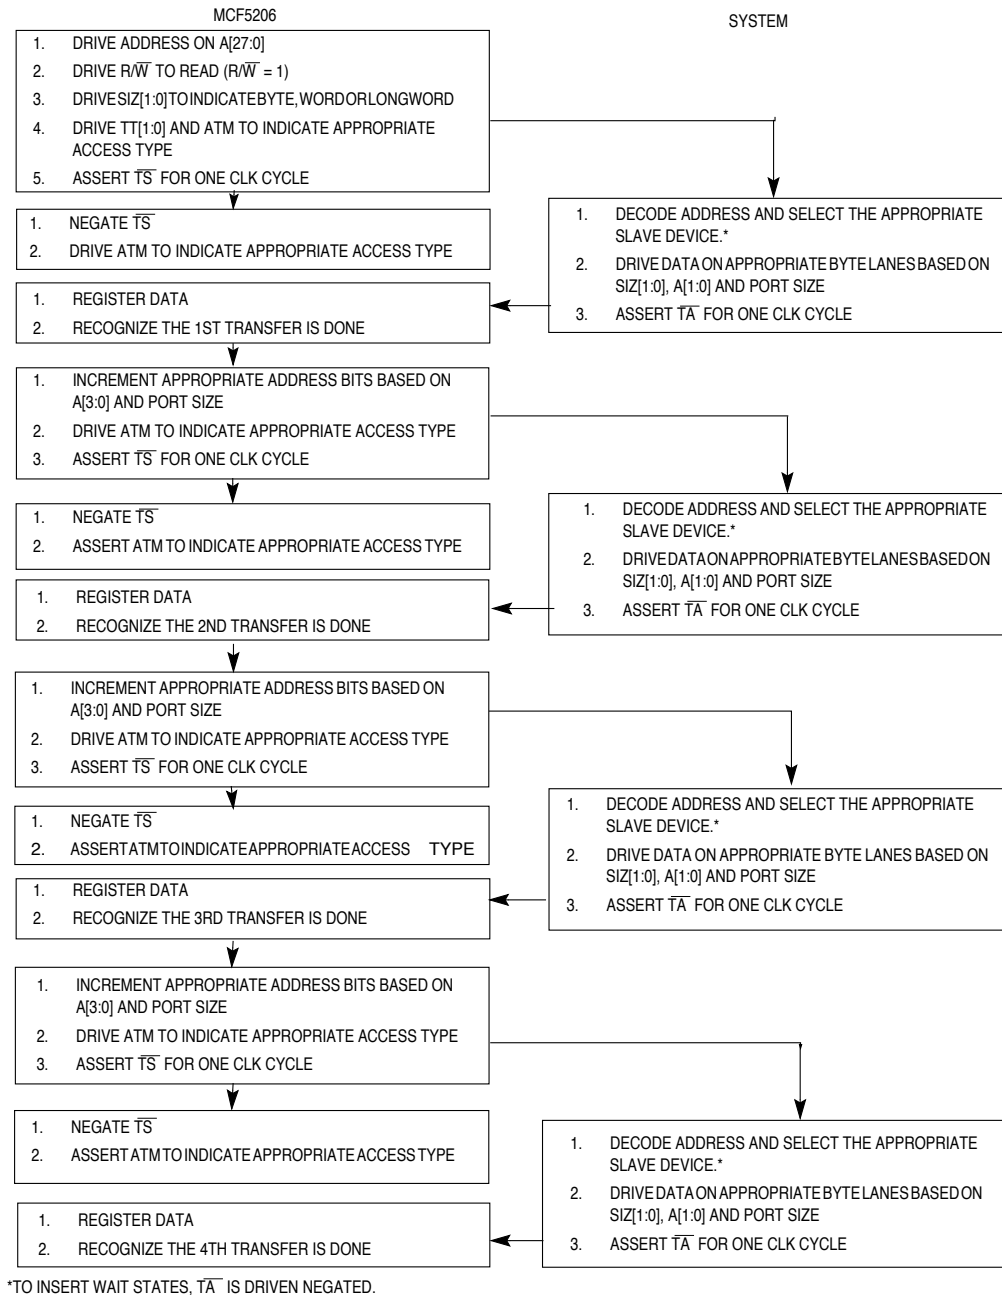 MCF5206
SYSTEM
1. DRIVE ADDRESS ON A[27:0]
2. DRIVE R/W̅ TO READ (R/W̅ = 1)
3. DRIVE SIZ[1:0] TO INDICATE BYTE, WORD OR LONGWORD
4. DRIVE TT[1:0] AND ATM TO INDICATE APPROPRIATE
ACCESS TYPE
5. ASSERT T̅S̅ FOR ONE CLK CYCLE
1. NEGATE T̅S̅
2. DRIVE ATM TO INDICATE APPROPRIATE ACCESS TYPE
1. DECODE ADDRESS AND SELECT THE APPROPRIATE
SLAVE DEVICE.*
2. DRIVE DATA ON APPROPRIATE BYTE LANES BASED ON
SIZ[1:0], A[1:0] AND PORT SIZE
3. ASSERT T̅A̅ FOR ONE CLK CYCLE
1. REGISTER DATA
2. RECOGNIZE THE 1ST TRANSFER IS DONE
1. INCREMENT APPROPRIATE ADDRESS BITS BASED ON
A[3:0] AND PORT SIZE
2. DRIVE ATM TO INDICATE APPROPRIATE ACCESS TYPE
3. ASSERT T̅S̅ FOR ONE CLK CYCLE
1. NEGATE T̅S̅
2. ASSERT ATM TO INDICATE APPROPRIATE ACCESS TYPE
1. DECODE ADDRESS AND SELECT THE APPROPRIATE
SLAVE DEVICE.*
2. DRIVE DATA ON APPROPRIATE BYTE LANES BASED ON
SIZ[1:0], A[1:0] AND PORT SIZE
3. ASSERT T̅A̅ FOR ONE CLK CYCLE
1. REGISTER DATA
2. RECOGNIZE THE 2ND TRANSFER IS DONE
1. INCREMENT APPROPRIATE ADDRESS BITS BASED ON
A[3:0] AND PORT SIZE
2. DRIVE ATM TO INDICATE APPROPRIATE ACCESS TYPE
3. ASSERT T̅S̅ FOR ONE CLK CYCLE
1. NEGATE T̅S̅
2. ASSERT ATM TO INDICATE APPROPRIATE ACCESS TYPE
1. DECODE ADDRESS AND SELECT THE APPROPRIATE
SLAVE DEVICE.*
2. DRIVE DATA ON APPROPRIATE BYTE LANES BASED ON
SIZ[1:0], A[1:0] AND PORT SIZE
3. ASSERT T̅A̅ FOR ONE CLK CYCLE
1. REGISTER DATA
2. RECOGNIZE THE 3RD TRANSFER IS DONE
1. INCREMENT APPROPRIATE ADDRESS BITS BASED ON
A[3:0] AND PORT SIZE
2. DRIVE ATM TO INDICATE APPROPRIATE ACCESS TYPE
3. ASSERT T̅S̅ FOR ONE CLK CYCLE
1. NEGATE T̅S̅
2. ASSERT ATM TO INDICATE APPROPRIATE ACCESS TYPE
1. DECODE ADDRESS AND SELECT THE APPROPRIATE
SLAVE DEVICE.*
2. DRIVE DATA ON APPROPRIATE BYTE LANES BASED ON
SIZ[1:0], A[1:0] AND PORT SIZE
3. ASSERT T̅A̅ FOR ONE CLK CYCLE
1. REGISTER DATA
2. RECOGNIZE THE 4TH TRANSFER IS DONE
*TO INSERT WAIT STATES, T̅A̅ IS DRIVEN NEGATED.